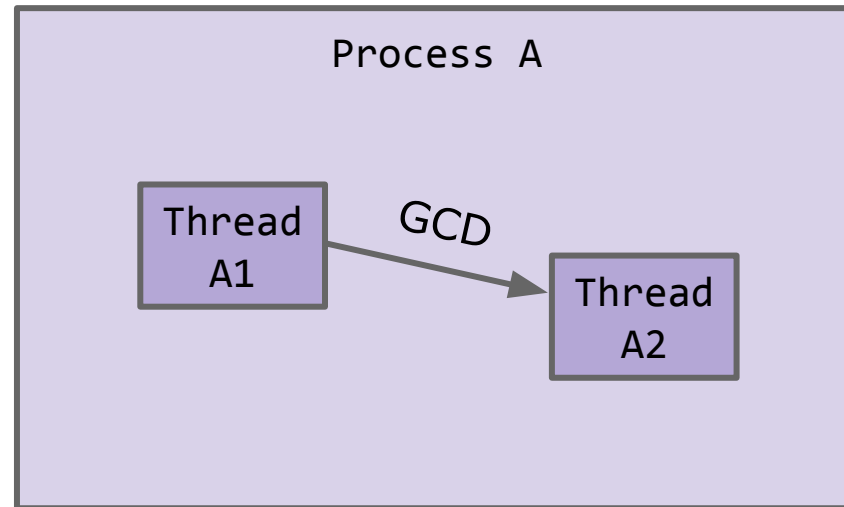 Process A
Thread
A1
GCD
Thread
A2